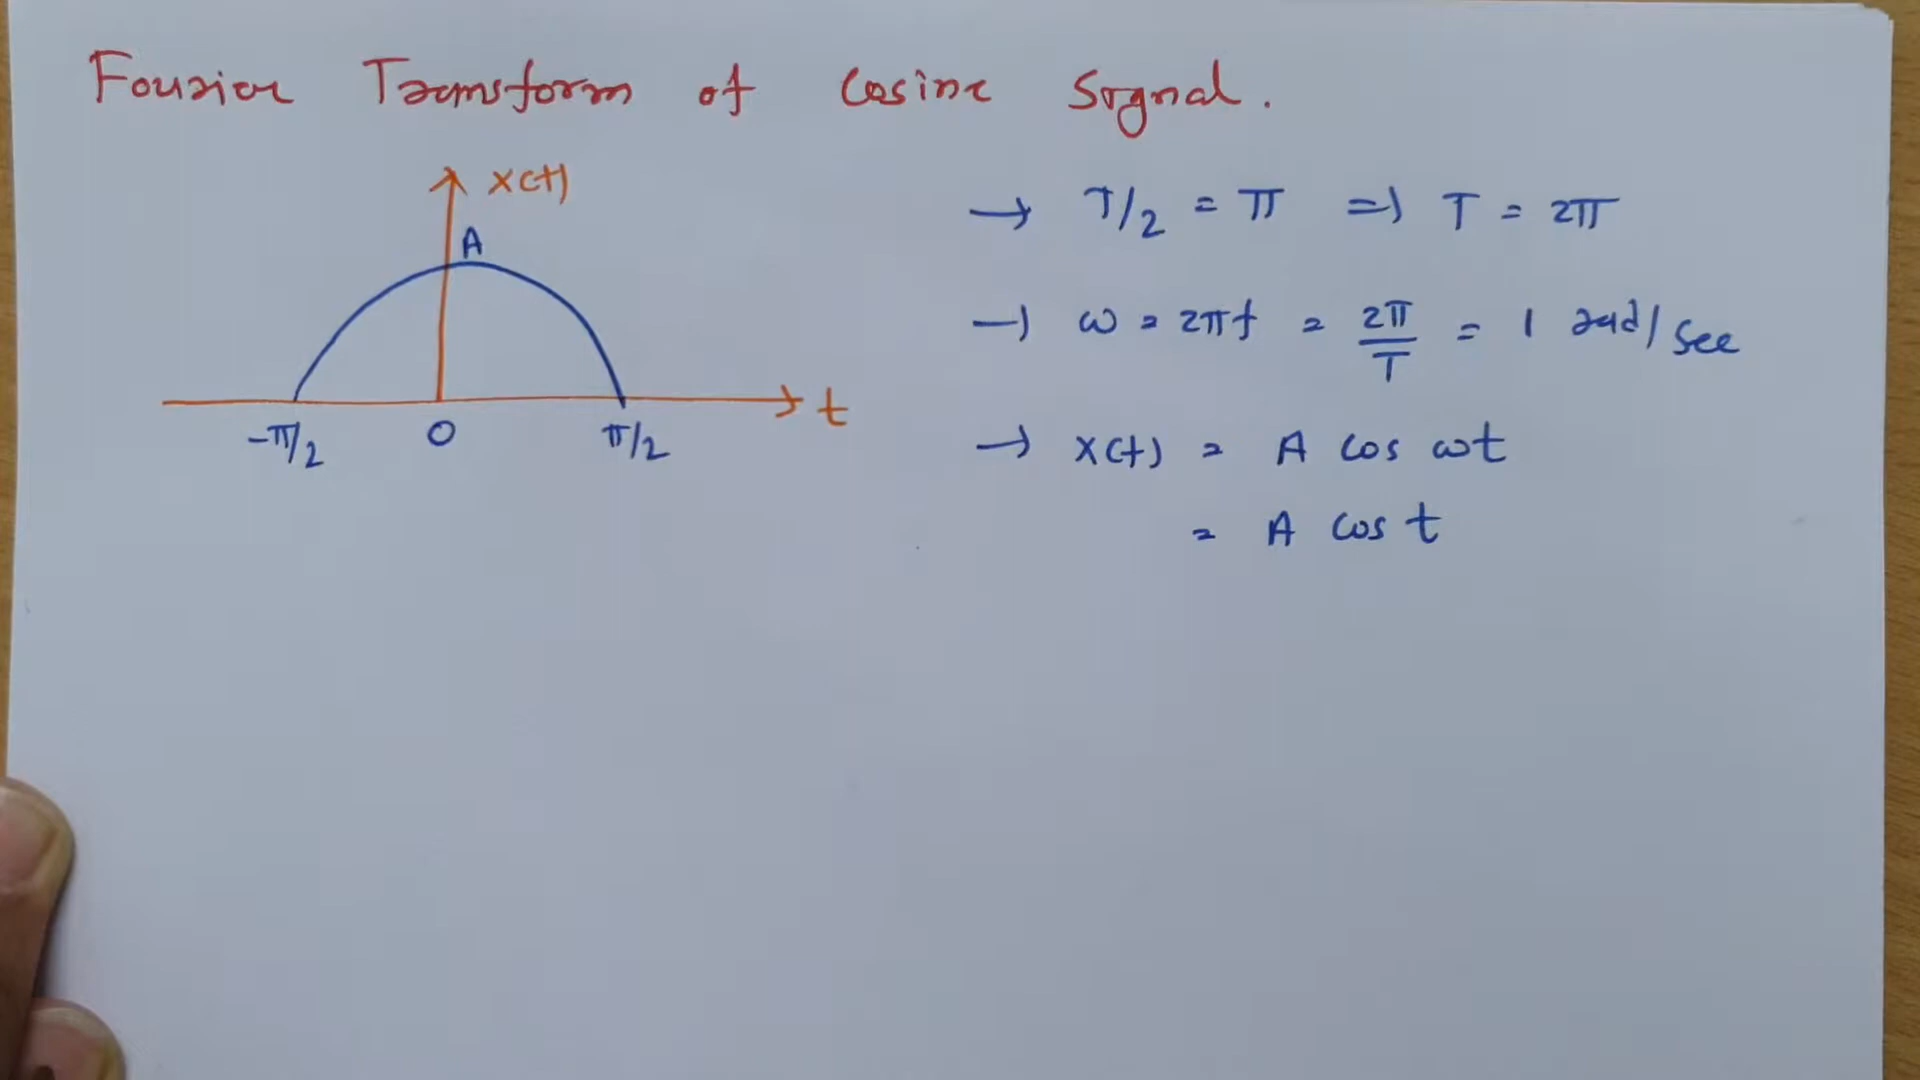 Fourier Transform of Cosine Signal.
x(t)
A
-π/2 0 π/2 t
→ T/2 = π ⇒ T = 2π
→ ω = 2πf = 2π/T = 1 rad/sec
→ x(t) = A cos ωt
= A cos t